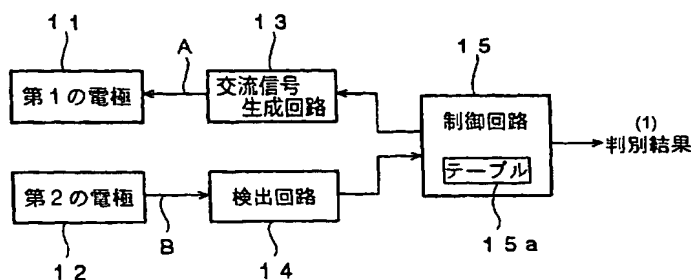 11
13
A
第1の電極
交流信号
生成回路
15
制御回路
テーブル
15a
(1)
判別結果
第2の電極
B
検出回路
12
14